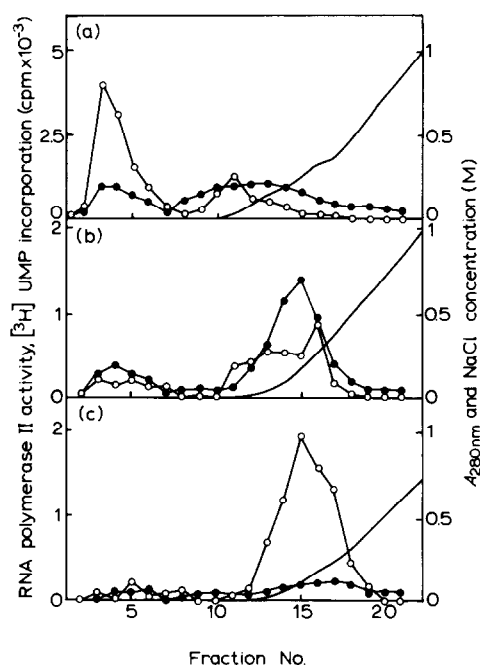 RNA polymerase II activity, [³H] UMP incorporation (cpm x10⁻³)
(a)
5
2.5
0
1
0.5
0
(b)
2
1
0
1
0.5
0
(c)
2
1
0
1
0.5
0
5 10 15 20
A280nm and NaCl concentration (M)
Fraction No.